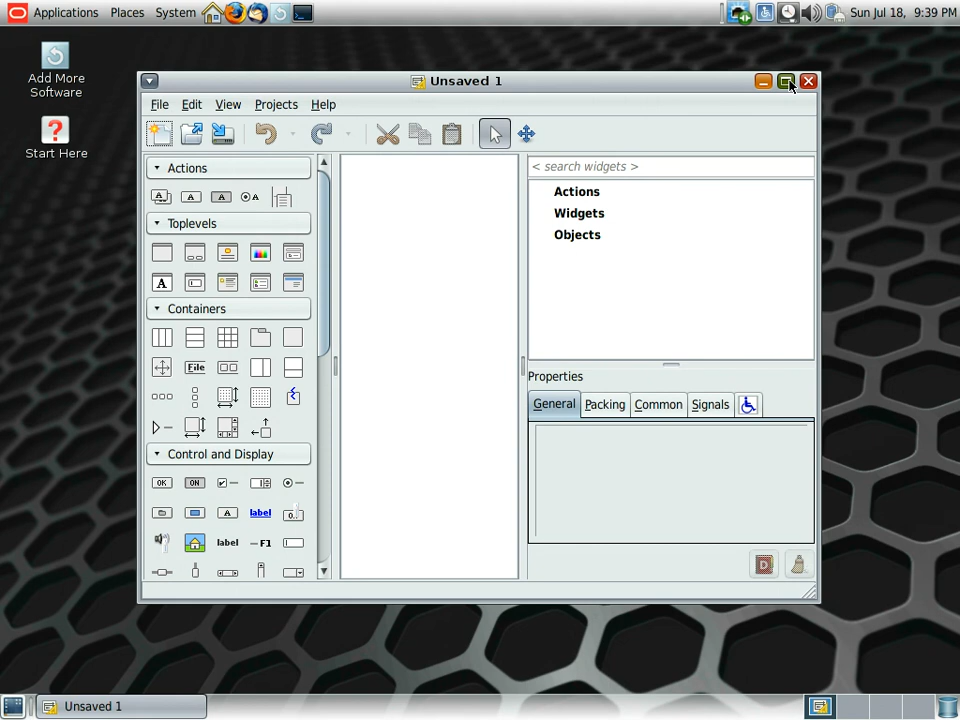 Applications Places System
Sun Jul 18, 9:39 PM
Add More
Software
Start Here
Unsaved 1
File Edit View Projects Help
Actions
A A A
Toplevels
A
Containers
File
Control and Display
OK ON
A label 0.
label F1
< search widgets >
Actions
Widgets
Objects
Properties
General Packing Common Signals
D
Unsaved 1